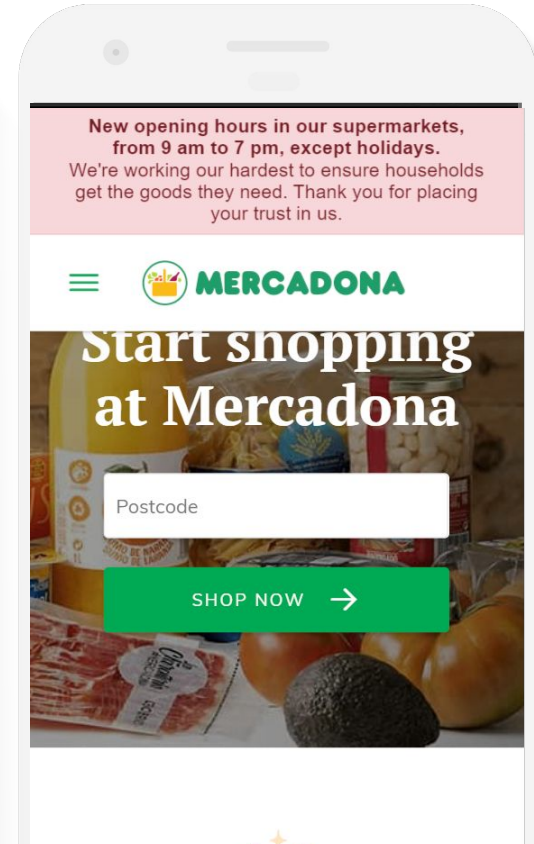 New opening hours in our supermarkets,
from 9 am to 7 pm, except holidays.
We're working our hardest to ensure households
get the goods they need. Thank you for placing
your trust in us.
MERCADONA
Start shopping
at Mercadona
Postcode
SHOP NOW